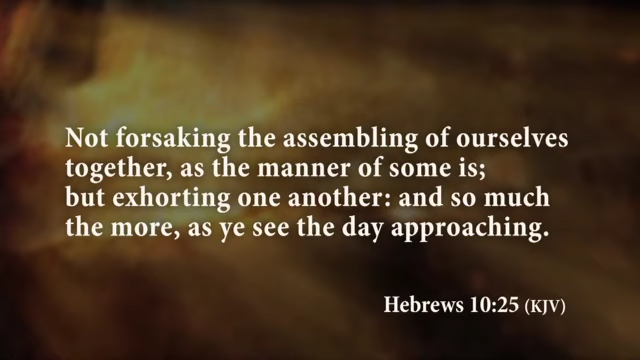 Not forsaking the assembling of ourselves
together, as the manner of some is;
but exhorting one another: and so much
the more, as ye see the day approaching.
Hebrews 10:25 (KJV)